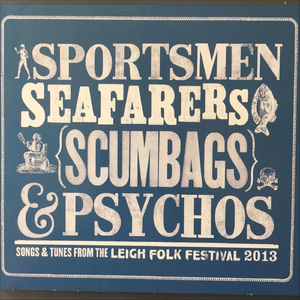 SPORTSMEN
SEAFARERS
{SCUMBAGS}
& PSYCHOS
SONGS & TUNES FROM THE LEIGH FOLK FESTIVAL 2013